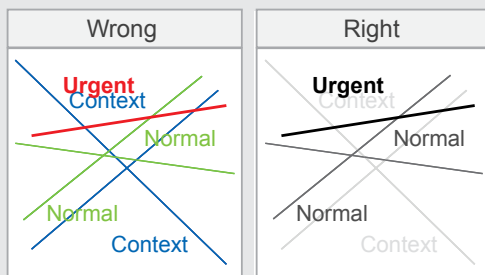 Wrong
Urgent
Context
Normal
Normal
Context
Right
Urgent
Context
Normal
Normal
Context